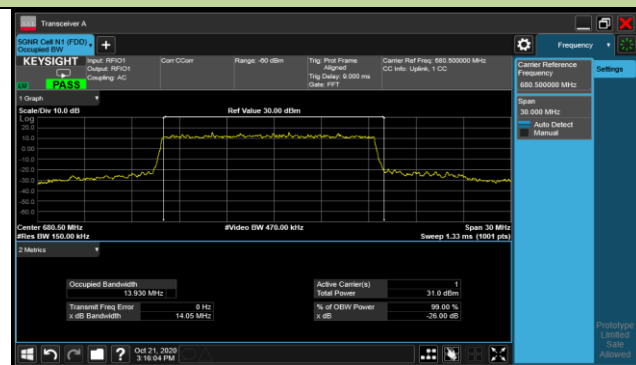 Transceiver A
5GNR Cell N1 (FDD)
Occupied BW
Frequency
KEYSIGHT
Input: RFIO1
Output: RFIO1
Coupling: AC
Corr CCorr
Range: -60 dBm
Trig: Prot Frame
Aligned
Trig Delay: 9.000 ms
Gate: FFT
Carrier Ref Freq: 680.500000 MHz
CC Info: Uplink, 1 CC
PASS
Carrier Reference
Frequency
680.500000 MHz
Settings
Span
30.000 MHz
Auto Detect
Manual
1 Graph
Scale/Div 10.0 dB
Ref Value 30.00 dBm
Log
20.0
10.0
0.00
-10.0
-20.0
-30.0
-40.0
-50.0
-60.0
Center 680.50 MHz
#Video BW 470.00 kHz
Span 30 MHz
#Res BW 150.00 kHz
Sweep 1.33 ms (1001 pts)
2 Metrics
Occupied Bandwidth
13.930 MHz
Active Carrier(s) 1
Total Power 31.0 dBm
Transmit Freq Error 0 Hz
x dB Bandwidth 14.05 MHz
% of OBW Power 99.00 %
x dB -26.00 dB
Prototype
Limited
Sale
Allowed
?
Oct 21, 2020
3:16:04 PM